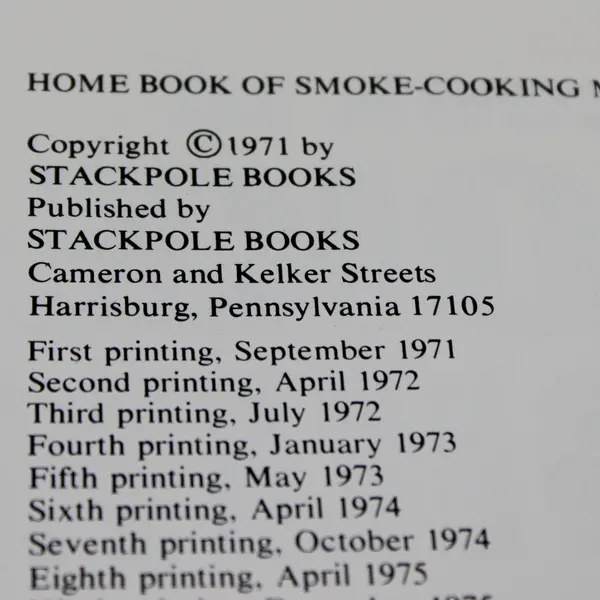 HOME BOOK OF SMOKE-COOKING
Copyright ©1971 by
STACKPOLE BOOKS
Published by
STACKPOLE BOOKS
Cameron and Kelker Streets
Harrisburg, Pennsylvania 17105
First printing, September 1971
Second printing, April 1972
Third printing, July 1972
Fourth printing, January 1973
Fifth printing, May 1973
Sixth printing, April 1974
Seventh printing, October 1974
Eighth printing, April 1975